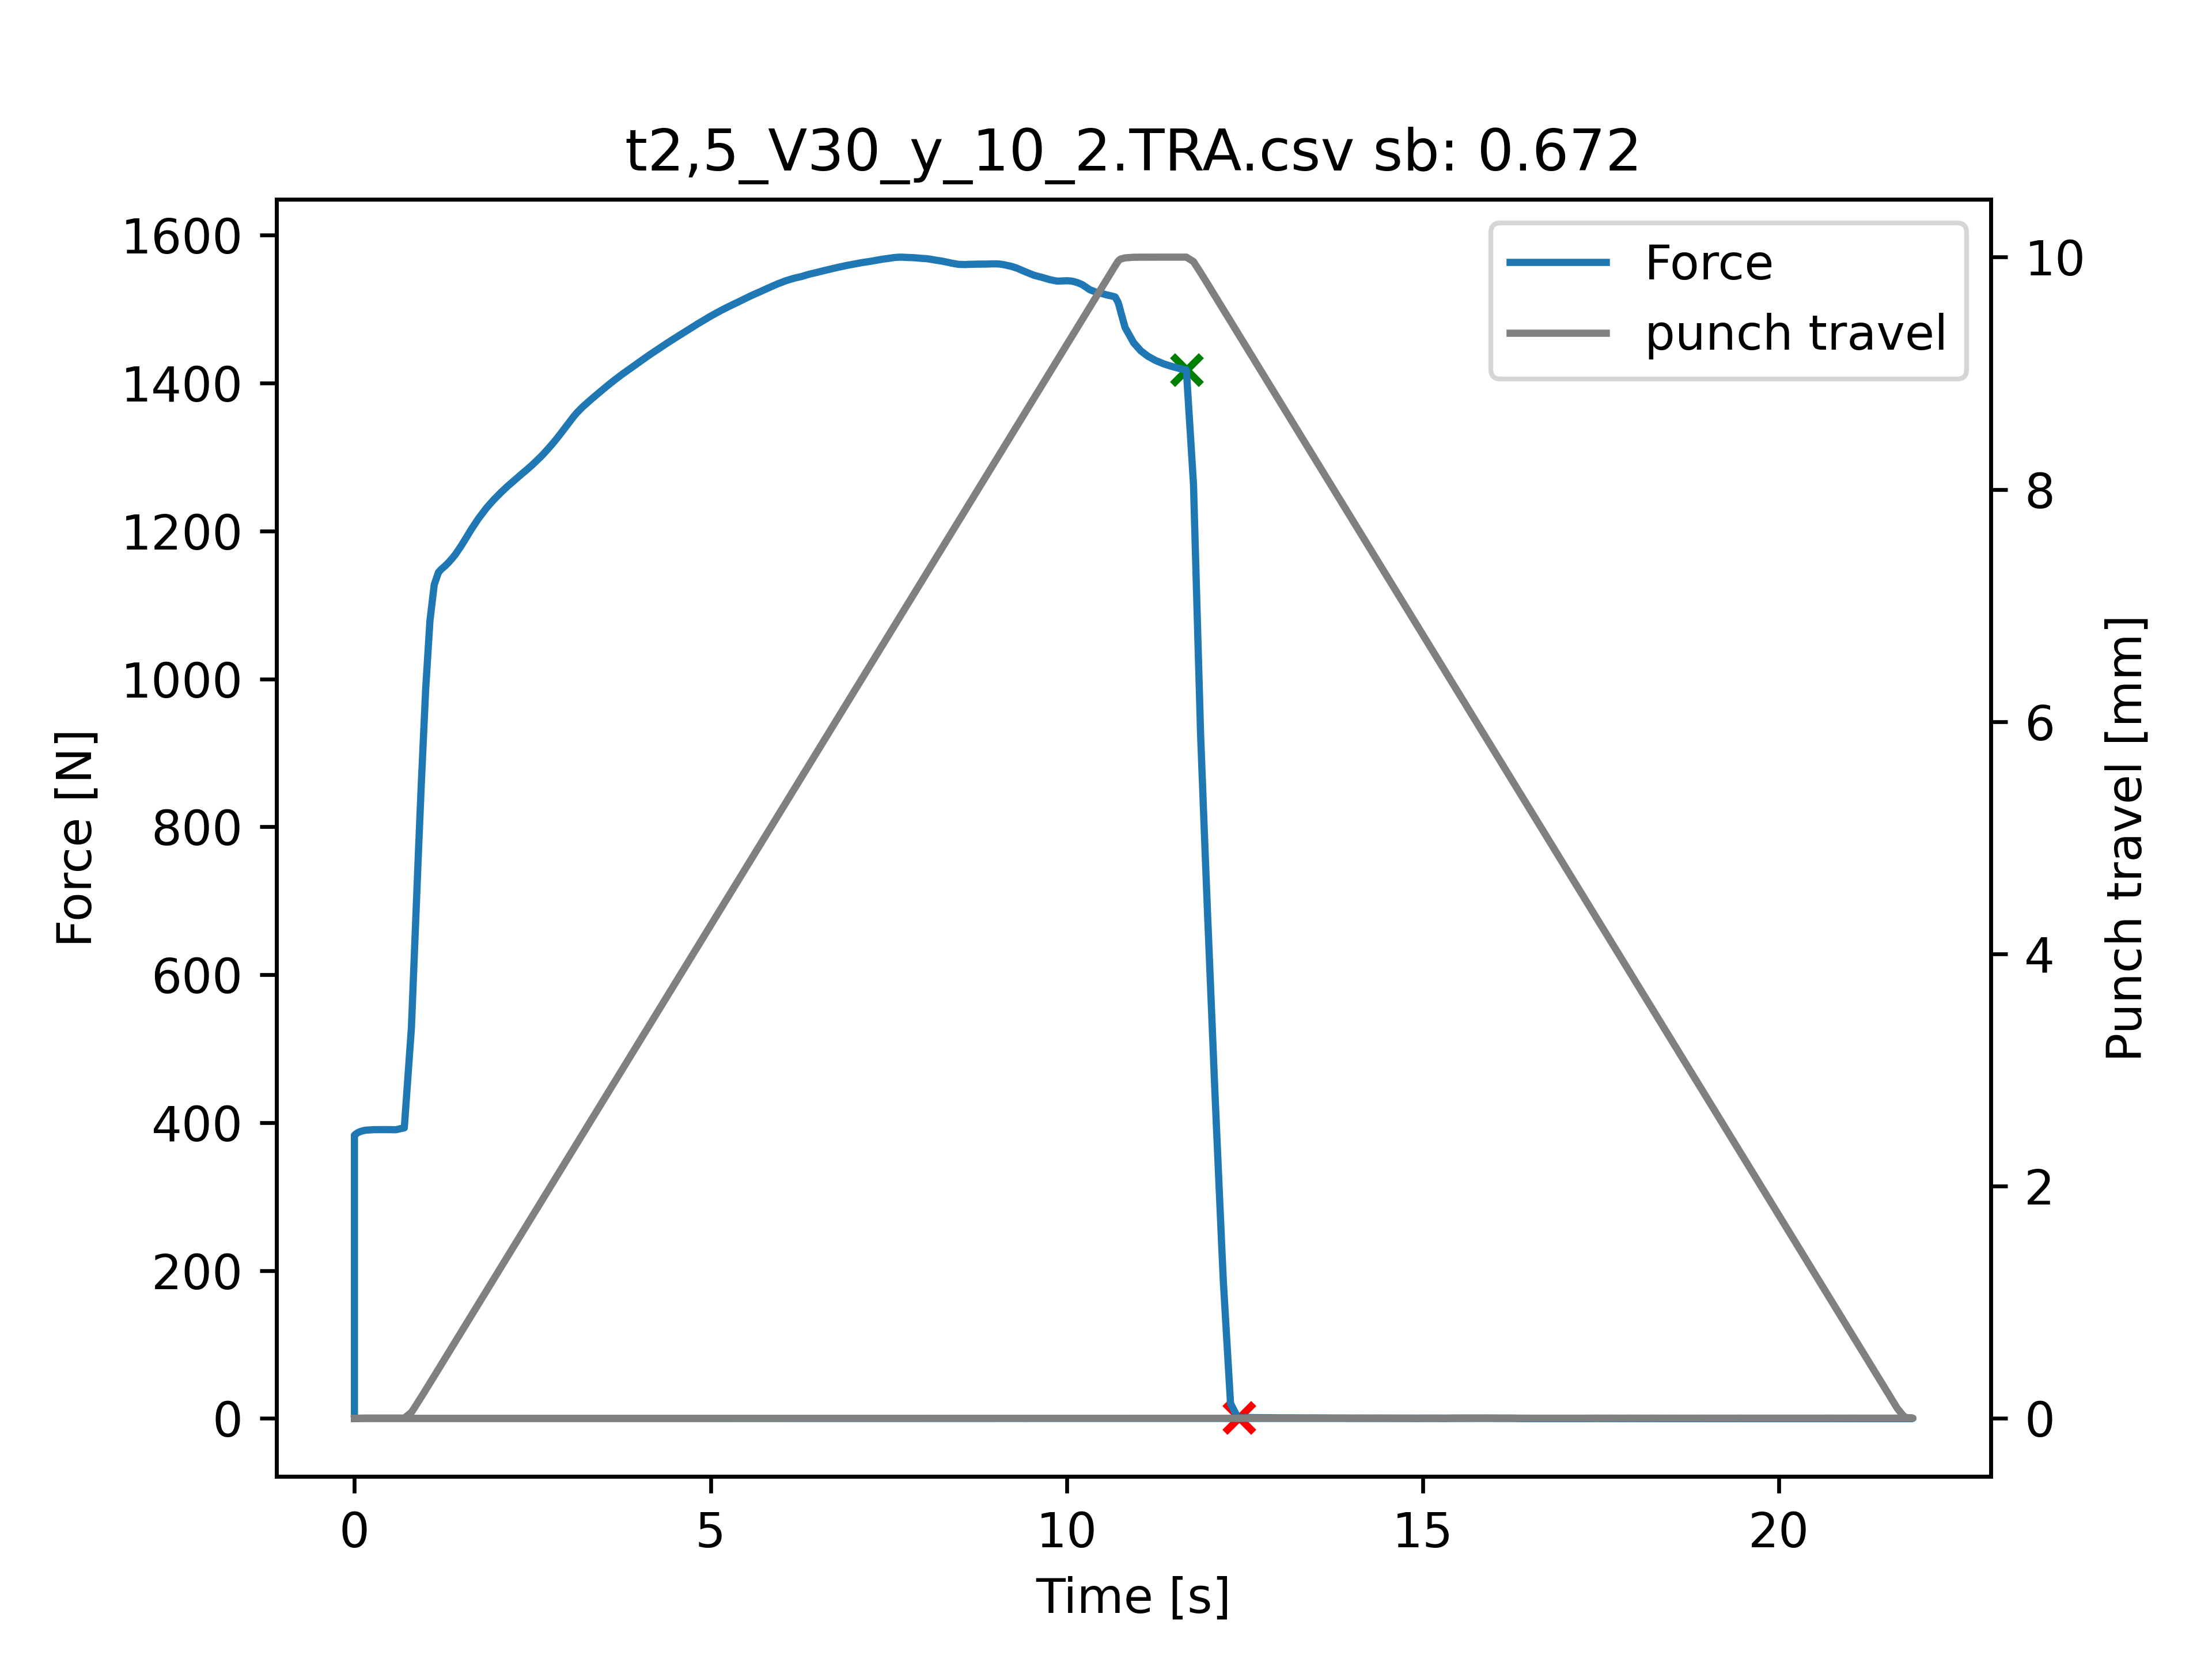 t2,5_V30_y_10_2.TRA.csv sb: 0.672
Force
punch travel
1600
1400
1200
1000
800
600
400
200
0
Force [N]
10
8
6
4
2
0
Punch travel [mm]
0 5 10 15 20
Time [s]